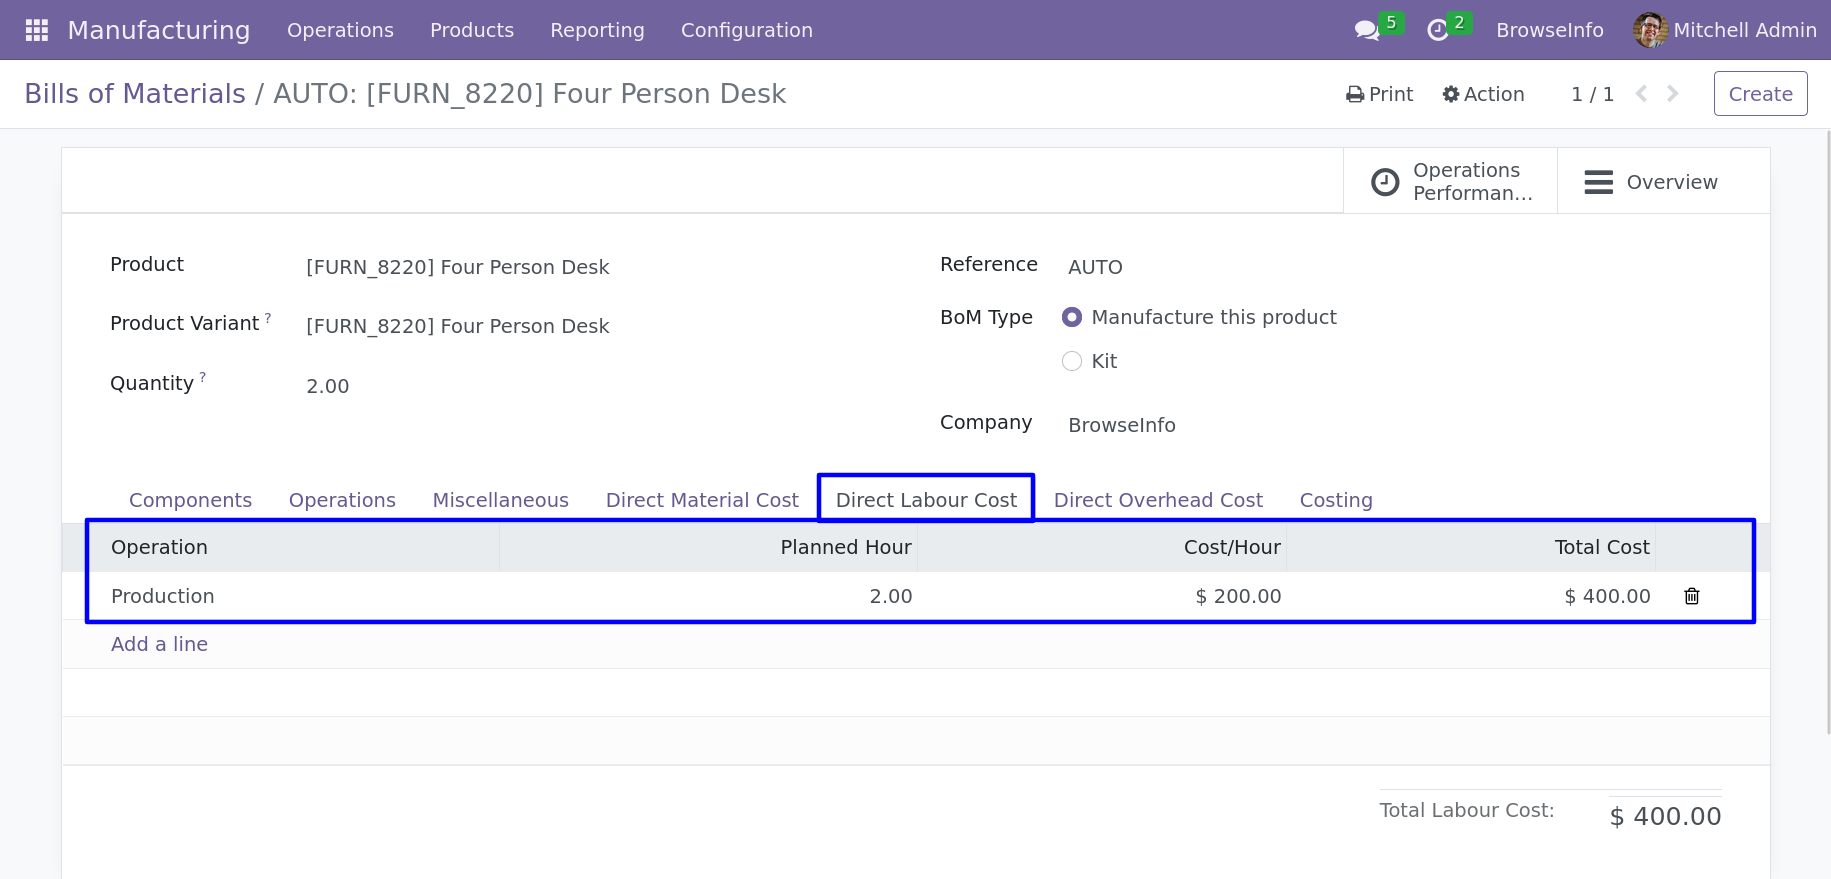 Manufacturing Operations Products Reporting Configuration 5 2 BrowseInfo Mitchell Admin
Bills of Materials / AUTO: [FURN_8220] Four Person Desk Print Action 1 / 1 Create
Operations Performan... Overview
Product [FURN_8220] Four Person Desk Reference AUTO
Product Variant ? [FURN_8220] Four Person Desk BoM Type Manufacture this product
Kit
Quantity ? 2.00
Company BrowseInfo
Components Operations Miscellaneous Direct Material Cost Direct Labour Cost Direct Overhead Cost Costing
Operation Planned Hour Cost/Hour Total Cost
Production 2.00 $ 200.00 $ 400.00
Add a line
Total Labour Cost: $ 400.00